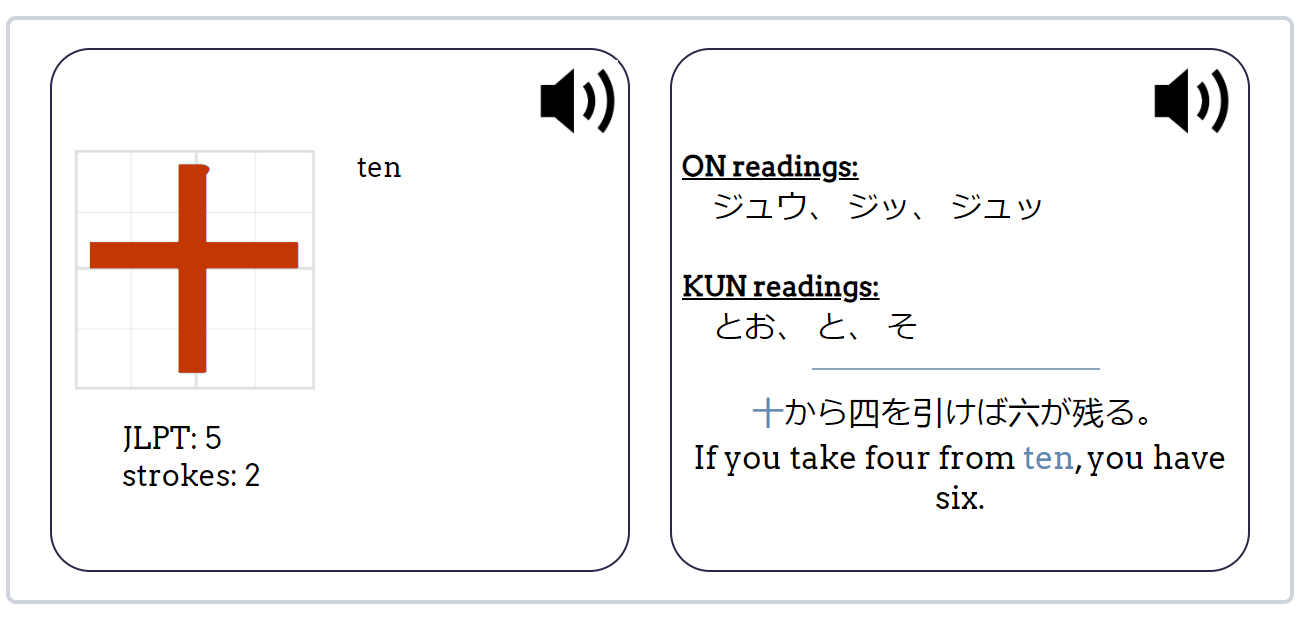 十
ten
JLPT: 5
strokes: 2
ON readings:
ジュウ、 ジッ、 ジュッ
KUN readings:
とお、 と、 そ
十から四を引けば六が残る。
If you take four from ten, you have
six.